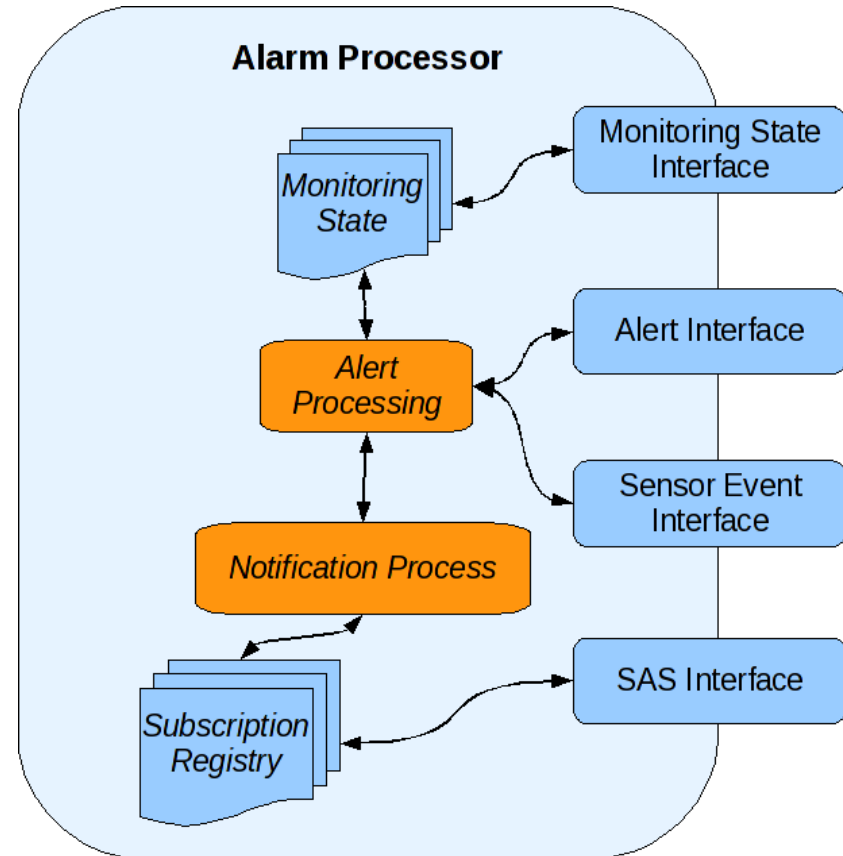 Alarm Processor
Monitoring State
Interface
Monitoring
State
Alert Interface
Alert
Processing
Sensor Event
Interface
Notification Process
SAS Interface
Subscription
Registry